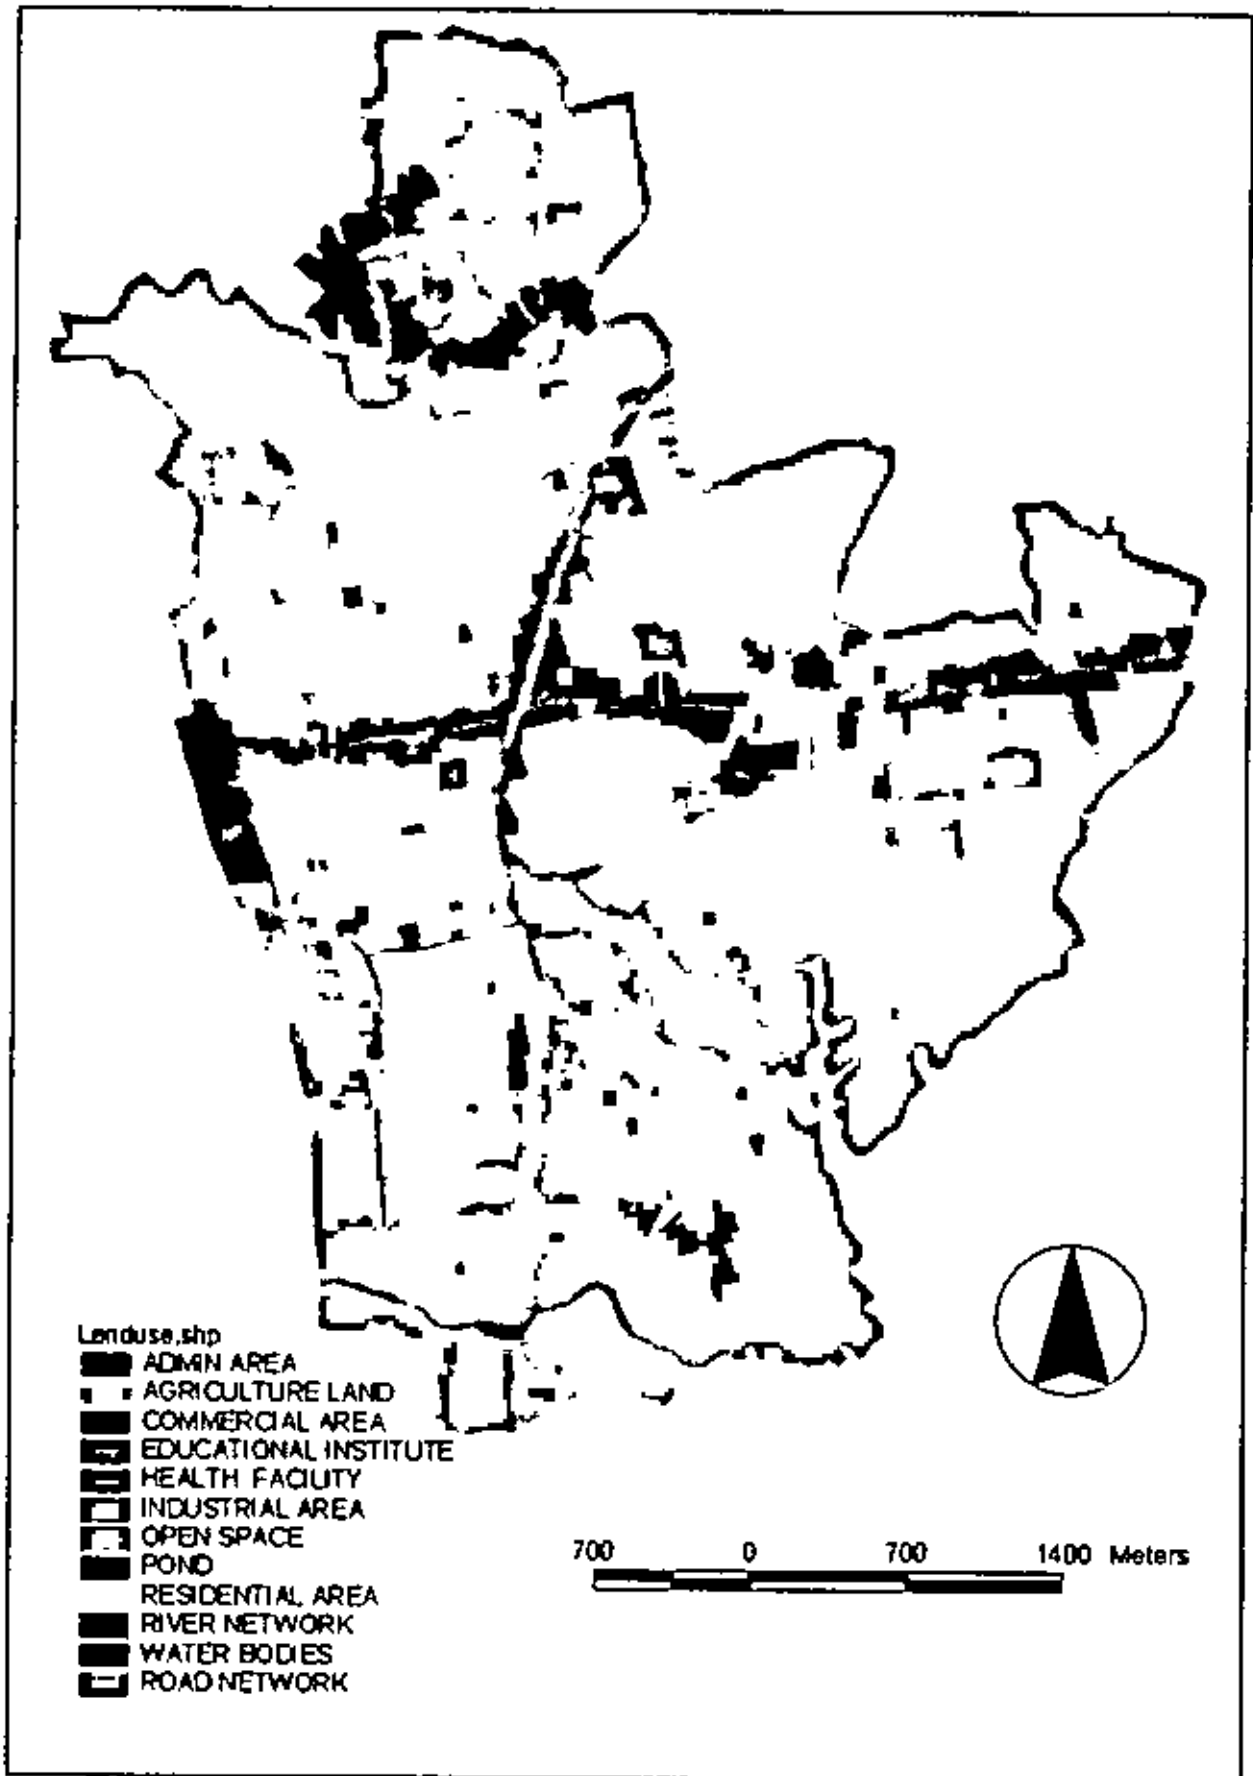 Landuse.shp
ADMIN AREA
AGRICULTURE LAND
COMMERCIAL AREA
EDUCATIONAL INSTITUTE
HEALTH FACILITY
INDUSTRIAL AREA
OPEN SPACE
POND
RESIDENTIAL AREA
RIVER NETWORK
WATER BODIES
ROAD NETWORK
700 0 700 1400 Meters